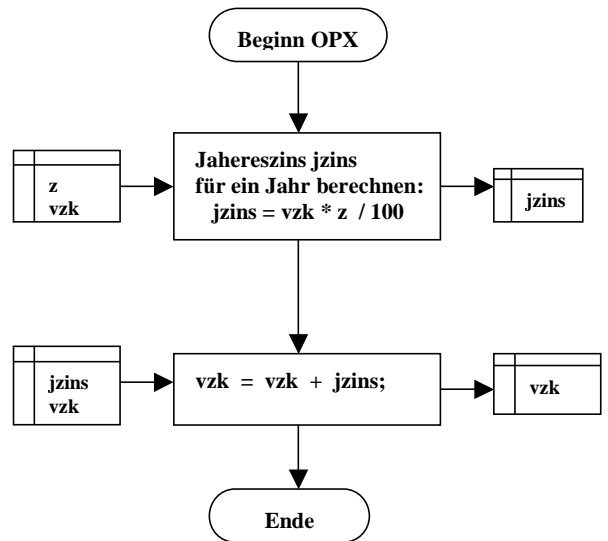 Beginn OPX
Jahereszins jzins
für ein Jahr berechnen:
jzins = vzk * z / 100
z
vzk
jzins
vzk = vzk + jzins;
jzins
vzk
vzk
Ende